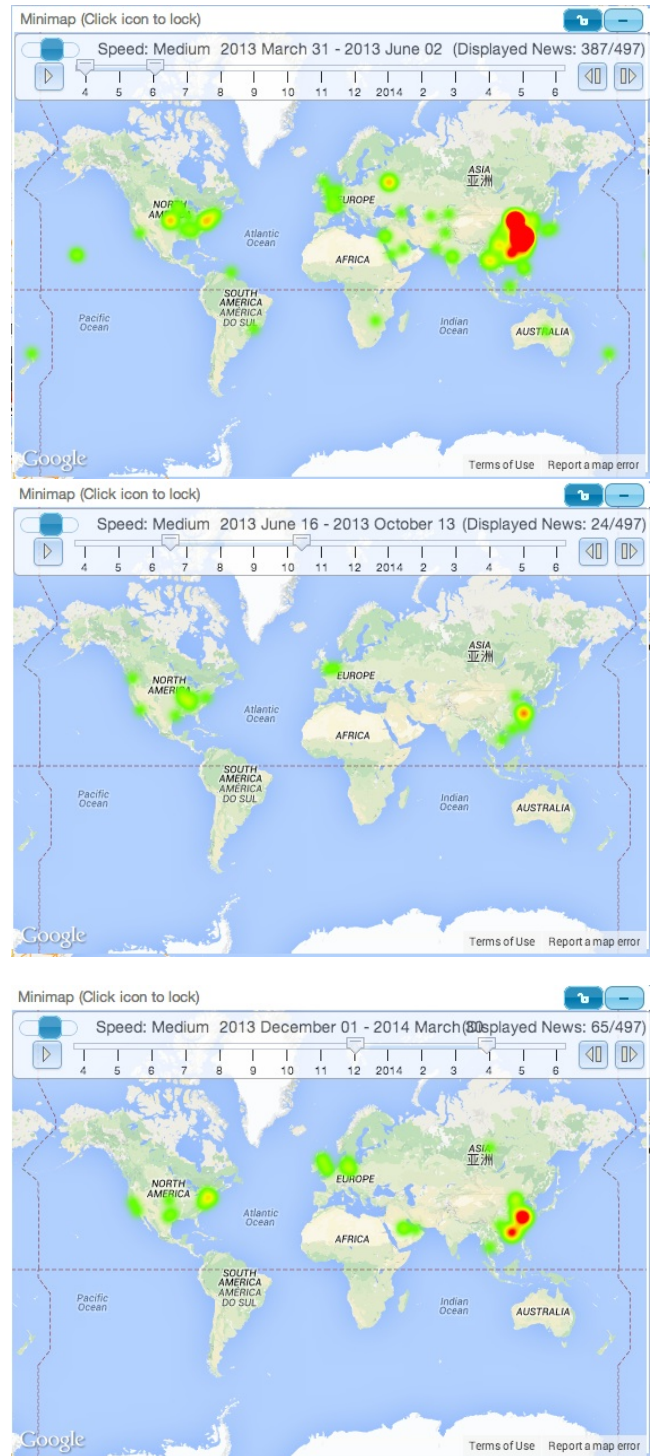 Minimap (Click icon to lock)
Speed: Medium 2013 March 31 - 2013 June 02 (Displayed News: 387/497)
4 5 6 7 8 9 10 11 12 2014 2 3 4 5 6
ASIA
亚洲
NORTH
AMERICA
EUROPE
Atlantic
Ocean
AFRICA
SOUTH
AMERICA
AMÉRICA
DO SUL
Pacific
Ocean
Indian
Ocean
AUSTRALIA
Google
Terms of Use Report a map error
Minimap (Click icon to lock)
Speed: Medium 2013 June 16 - 2013 October 13 (Displayed News: 24/497)
4 5 6 7 8 9 10 11 12 2014 2 3 4 5 6
ASIA
亚洲
NORTH
AMERICA
EUROPE
Atlantic
Ocean
AFRICA
SOUTH
AMERICA
AMÉRICA
DO SUL
Pacific
Ocean
Indian
Ocean
AUSTRALIA
Google
Terms of Use Report a map error
Minimap (Click icon to lock)
Speed: Medium 2013 December 01 - 2014 March 30 (Displayed News: 65/497)
4 5 6 7 8 9 10 11 12 2014 2 3 4 5 6
ASIA
亚洲
NORTH
AMERICA
EUROPE
Atlantic
Ocean
AFRICA
SOUTH
AMERICA
AMÉRICA
DO SUL
Pacific
Ocean
Indian
Ocean
AUSTRALIA
Google
Terms of Use Report a map error